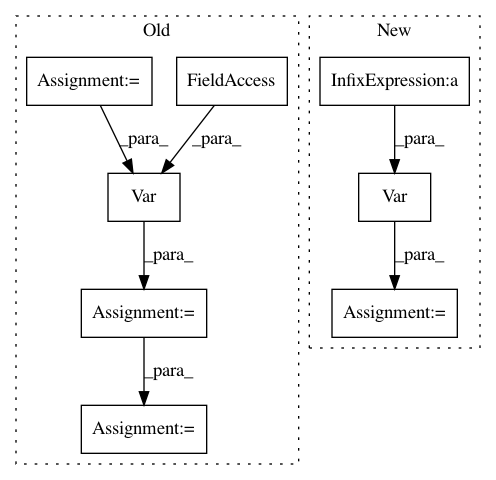 Old
New
Assignment:=
FieldAccess
InfixExpression:a
_para_
_para_
_para_
Var
Var
_para_
_para_
Assignment:=
Assignment:=
_para_
Assignment:=